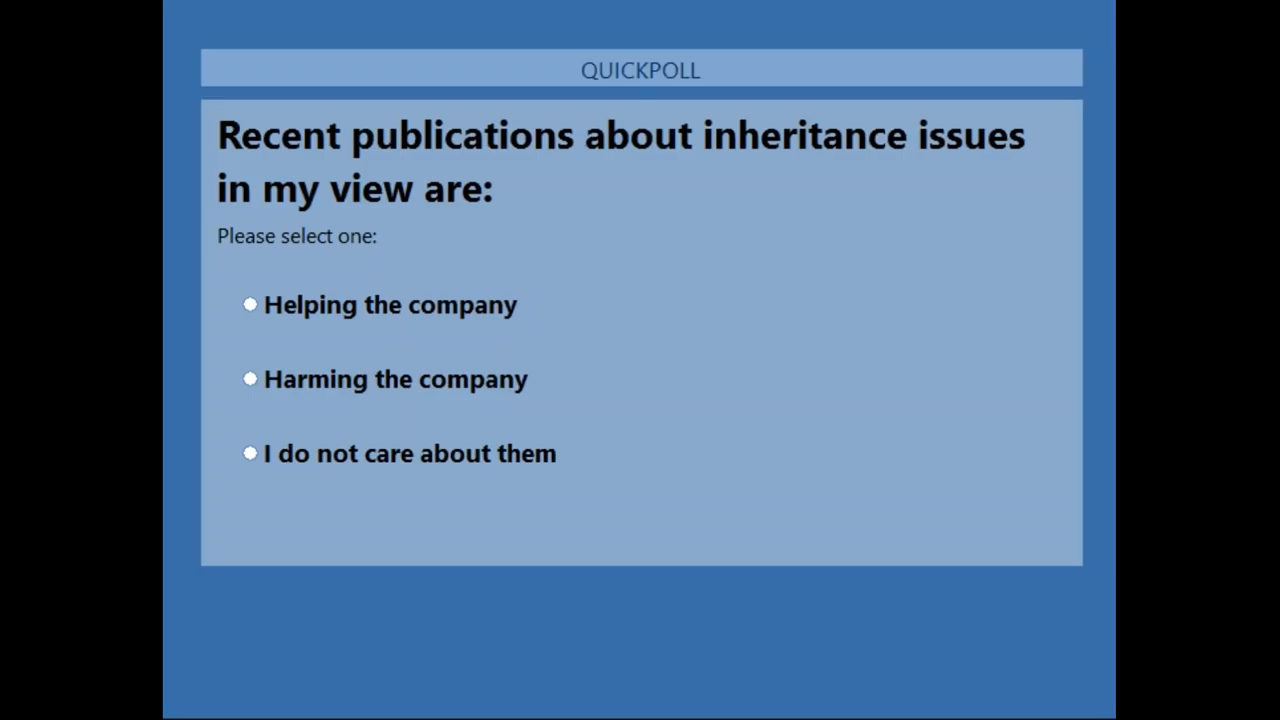 QUICKPOLL
Recent publications about inheritance issues
in my view are:
Please select one:
Helping the company
Harming the company
I do not care about them